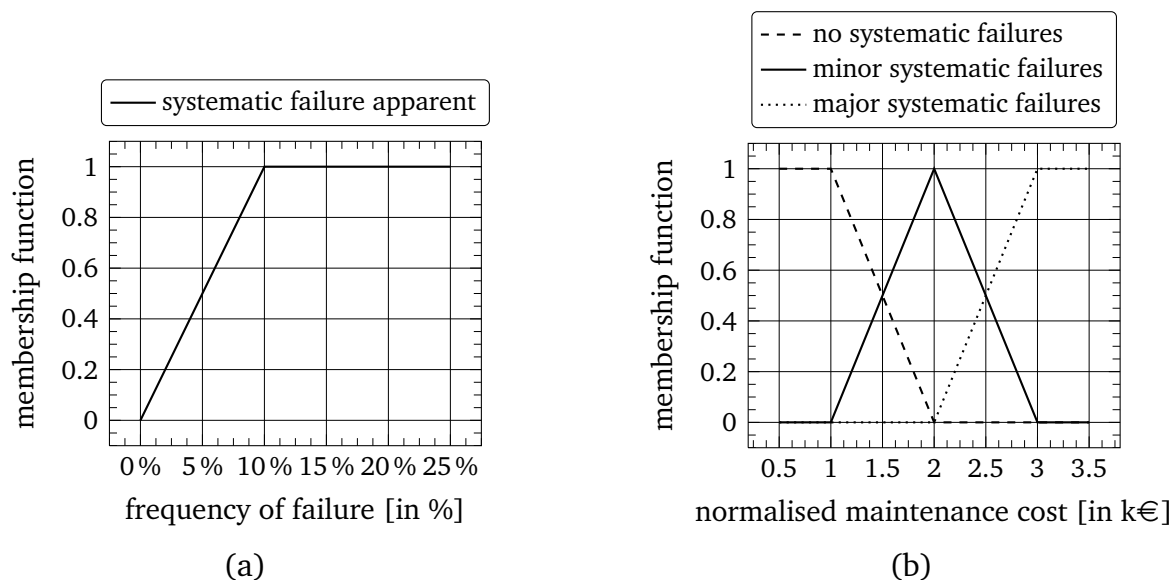 systematic failure apparent
membership function
1
0.8
0.6
0.4
0.2
0
0 % 5 % 10 % 15 % 20 % 25 %
frequency of failure [in %]
(a)
no systematic failures
minor systematic failures
major systematic failures
membership function
1
0.8
0.6
0.4
0.2
0
0.5 1 1.5 2 2.5 3 3.5
normalised maintenance cost [in k€]
(b)